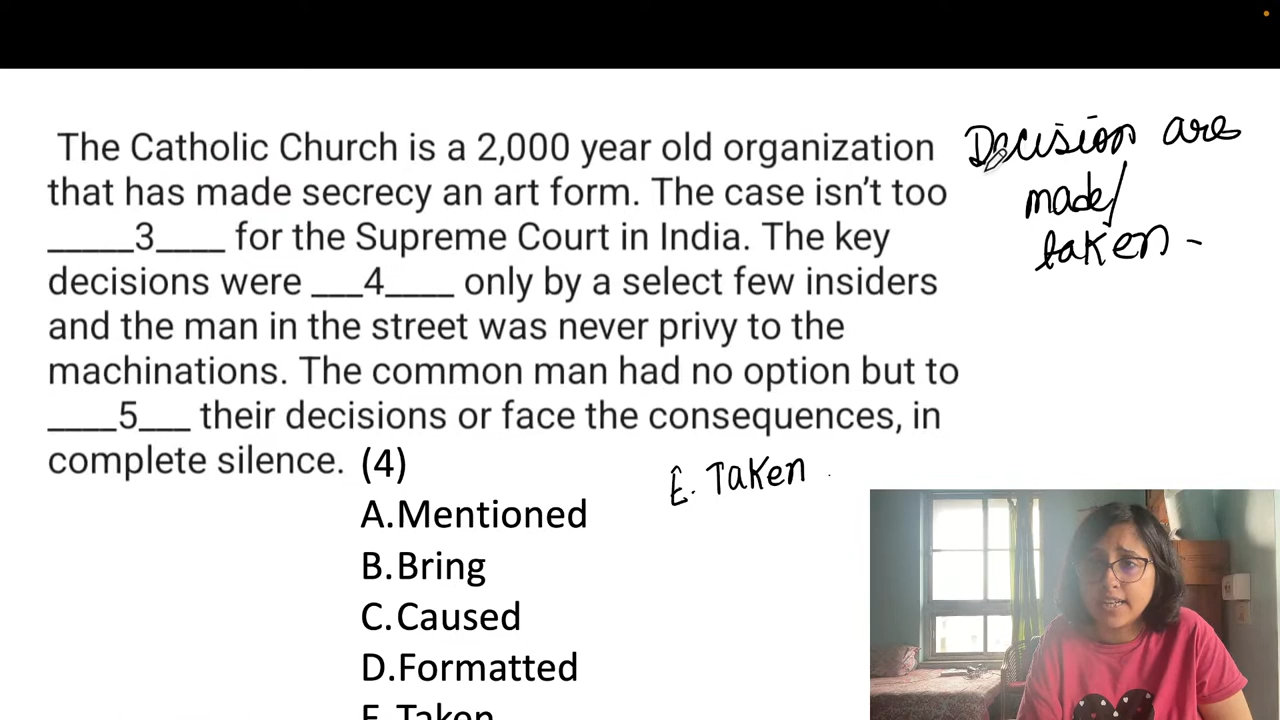 The Catholic Church is a 2,000 year old organization
that has made secrecy an art form. The case isn't too
_____3____ for the Supreme Court in India. The key
decisions were ___4____ only by a select few insiders
and the man in the street was never privy to the
machinations. The common man had no option but to
____5___ their decisions or face the consequences, in
complete silence. (4)
A.Mentioned
B.Bring
C.Caused
D.Formatted
E.Taken
Decision are
made/
taken -
E. Taken